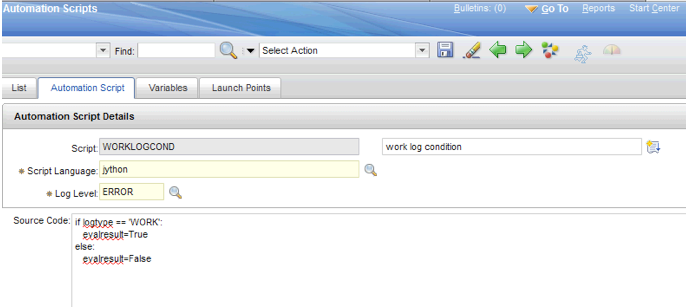 Automation Scripts
Bulletins: (0) Go To Reports Start Center
Find: Select Action
List Automation Script Variables Launch Points
Automation Script Details
Script: WORKLOGCOND work log condition
* Script Language: jython
* Log Level: ERROR
Source Code: if logtype == 'WORK':
evalresult=True
else:
evalresult=False